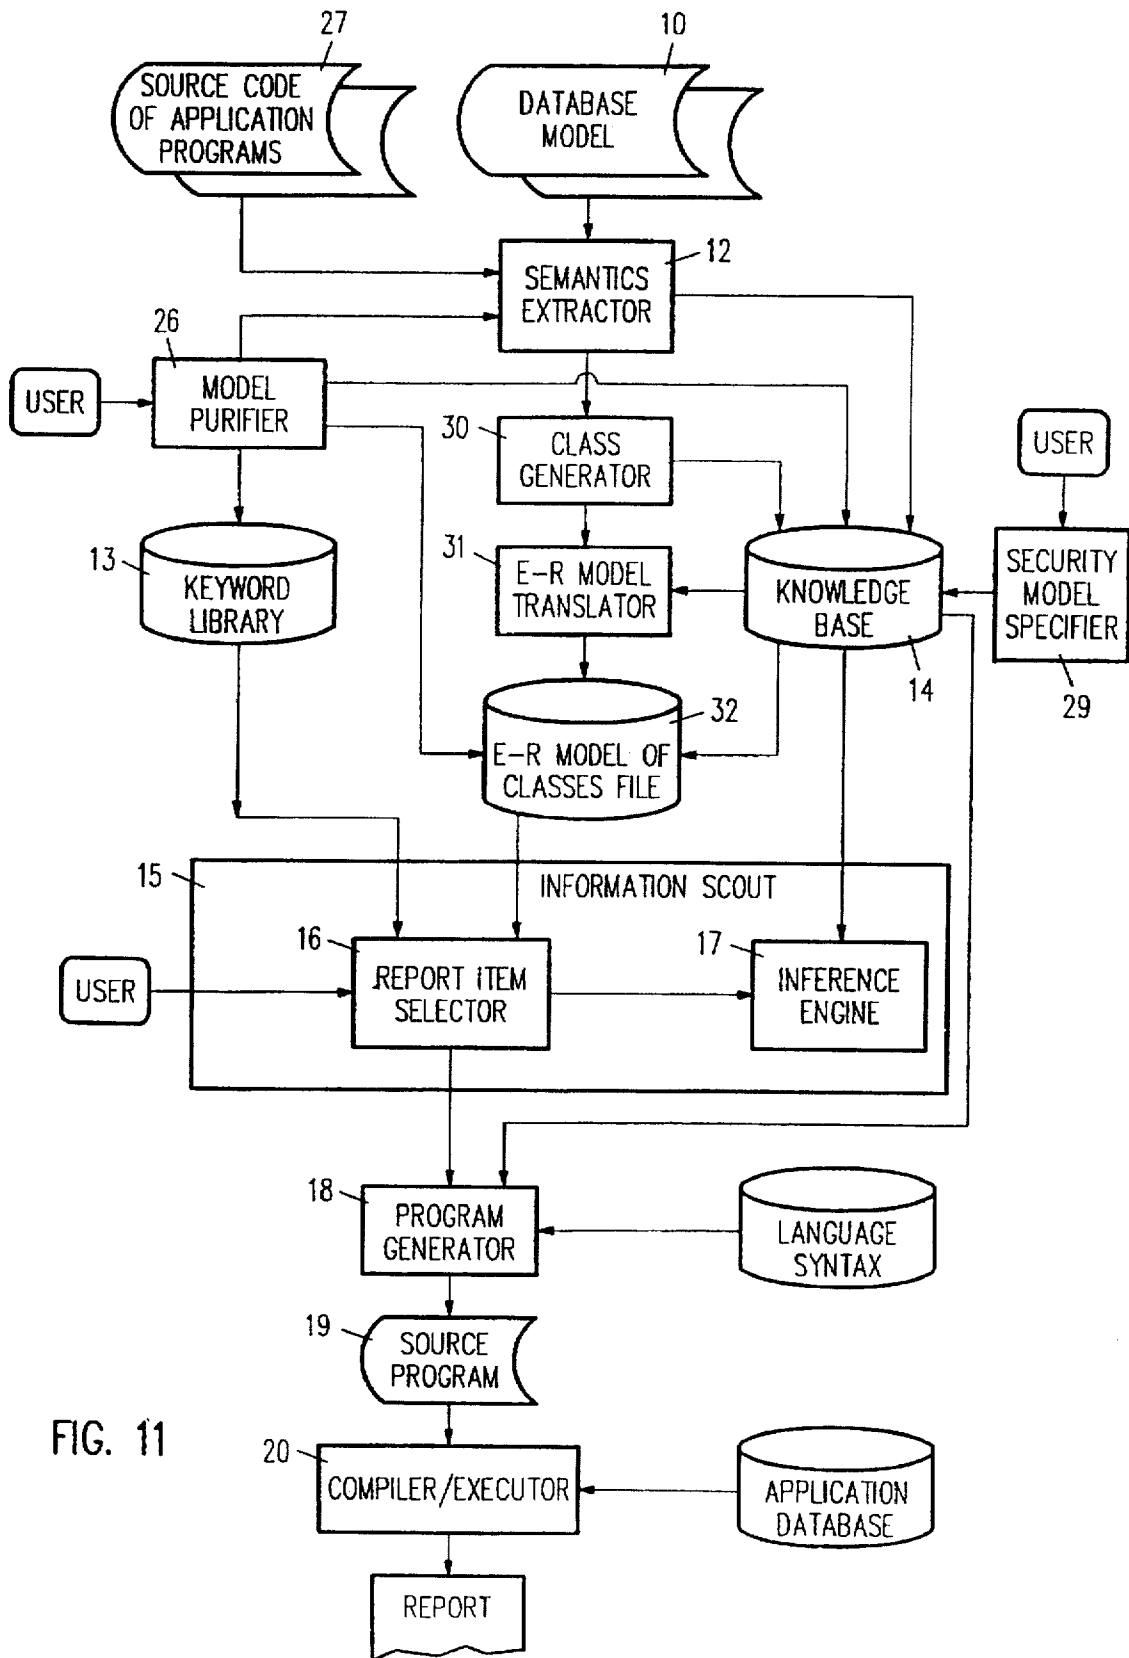 27
10
SOURCE CODE
OF APPLICATION
PROGRAMS
DATABASE
MODEL
12
SEMANTICS
EXTRACTOR
26
USER
MODEL
PURIFIER
30
CLASS
GENERATOR
USER
13
KEYWORD
LIBRARY
31
E-R MODEL
TRANSLATOR
KNOWLEDGE
BASE
14
SECURITY
MODEL
SPECIFIER
29
32
E-R MODEL OF
CLASSES FILE
15
INFORMATION SCOUT
16
USER
REPORT ITEM
SELECTOR
17
INFERENCE
ENGINE
18
PROGRAM
GENERATOR
LANGUAGE
SYNTAX
19
SOURCE
PROGRAM
FIG. 11
20
COMPILER/EXECUTOR
APPLICATION
DATABASE
REPORT